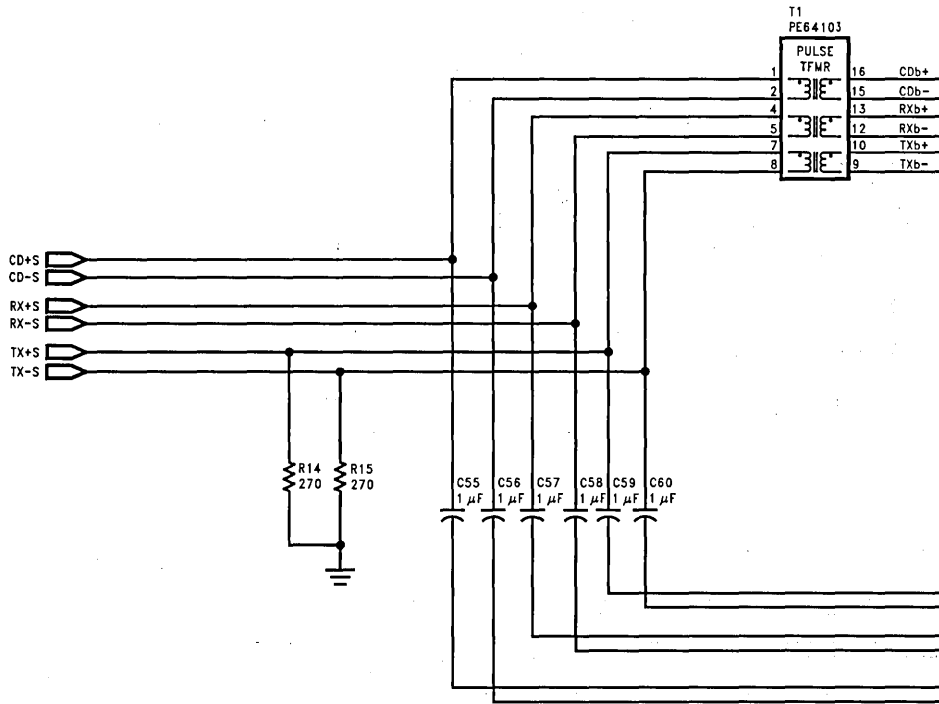 T1
PE64103
PULSE
TFMR
1 16 CDb+
2 15 CDb-
4 13 RXb+
5 12 RXb-
7 10 TXb+
8 9 TXb-
CD+S
CD-S
RX+S
RX-S
TX+S
TX-S
R14
270
R15
270
C55
1 μF
C56
1 μF
C57
1 μF
C58
1 μF
C59
1 μF
C60
1 μF